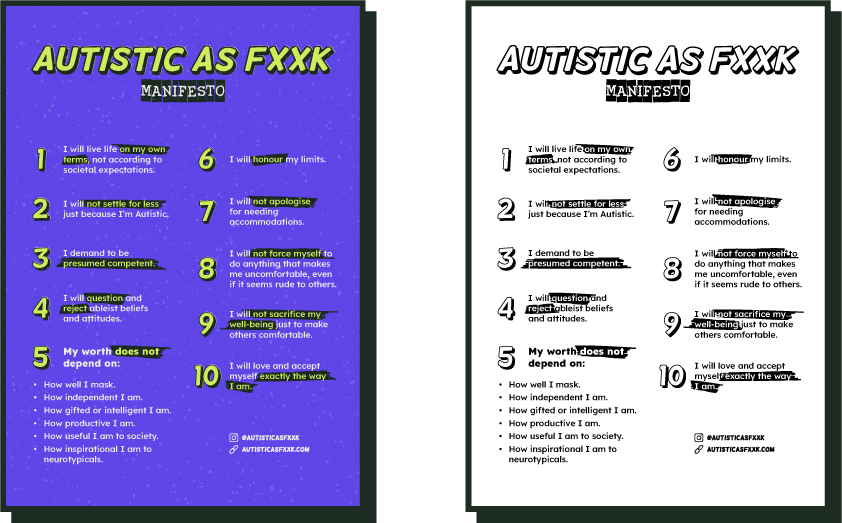 AUTISTIC AS FXXK
MANIFESTO
1
I will live life on my own
terms, not according to
societal expectations.
2
I will not settle for less
just because I'm Autistic.
3
I demand to be
presumed competent.
4
I will question and
reject ableist beliefs
and attitudes.
5
My worth does not
depend on:
• How well I mask.
• How independent I am.
• How gifted or intelligent I am.
• How productive I am.
• How useful I am to society.
• How inspirational I am to
neurotypicals.
6
I will honour my limits.
7
I will not apologise
for needing
accommodations.
8
I will not force myself to
do anything that makes
me uncomfortable, even
if it seems rude to others.
9
I will not sacrifice my
well-being just to make
others comfortable.
10
I will love and accept
myself exactly the way
I am.
@AUTISTICASFXXK
AUTISTICASFXXK.COM
AUTISTIC AS FXXK
MANIFESTO
1
I will live life on my own
terms, not according to
societal expectations.
2
I will not settle for less
just because I'm Autistic.
3
I demand to be
presumed competent.
4
I will question and
reject ableist beliefs
and attitudes.
5
My worth does not
depend on:
• How well I mask.
• How independent I am.
• How gifted or intelligent I am.
• How productive I am.
• How useful I am to society.
• How inspirational I am to
neurotypicals.
6
I will honour my limits.
7
I will not apologise
for needing
accommodations.
8
I will not force myself to
do anything that makes
me uncomfortable, even
if it seems rude to others.
9
I will not sacrifice my
well-being just to make
others comfortable.
10
I will love and accept
myself exactly the way
I am.
@AUTISTICASFXXK
AUTISTICASFXXK.COM